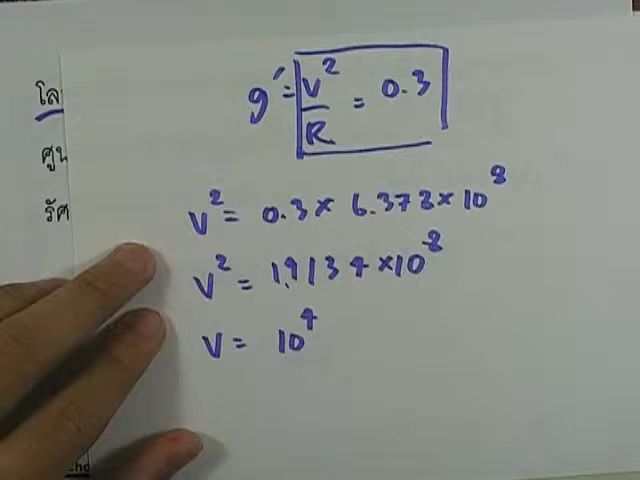 g' = V²/R = 0.3
โล
ศูน
รัศ
V² = 0.3 × 6.378 × 10⁸
V² = 1.9134 × 10⁸
V = 10⁴